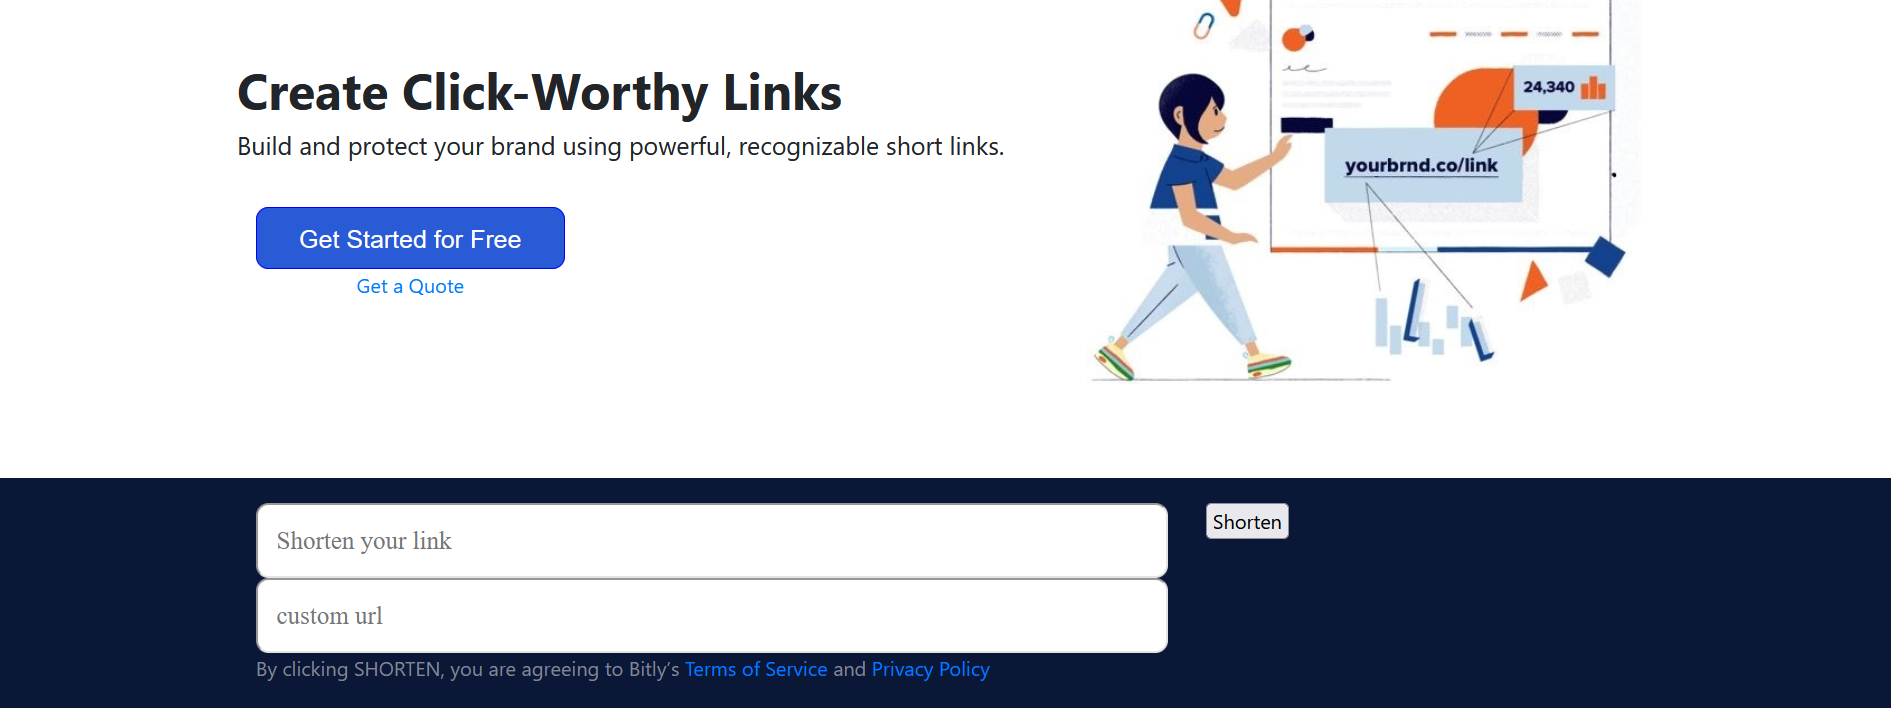 Create Click-Worthy Links
Build and protect your brand using powerful, recognizable short links.
Get Started for Free
Get a Quote
24,340
yourbrnd.co/link
Shorten your link
Shorten
custom url
By clicking SHORTEN, you are agreeing to Bitly’s Terms of Service and Privacy Policy